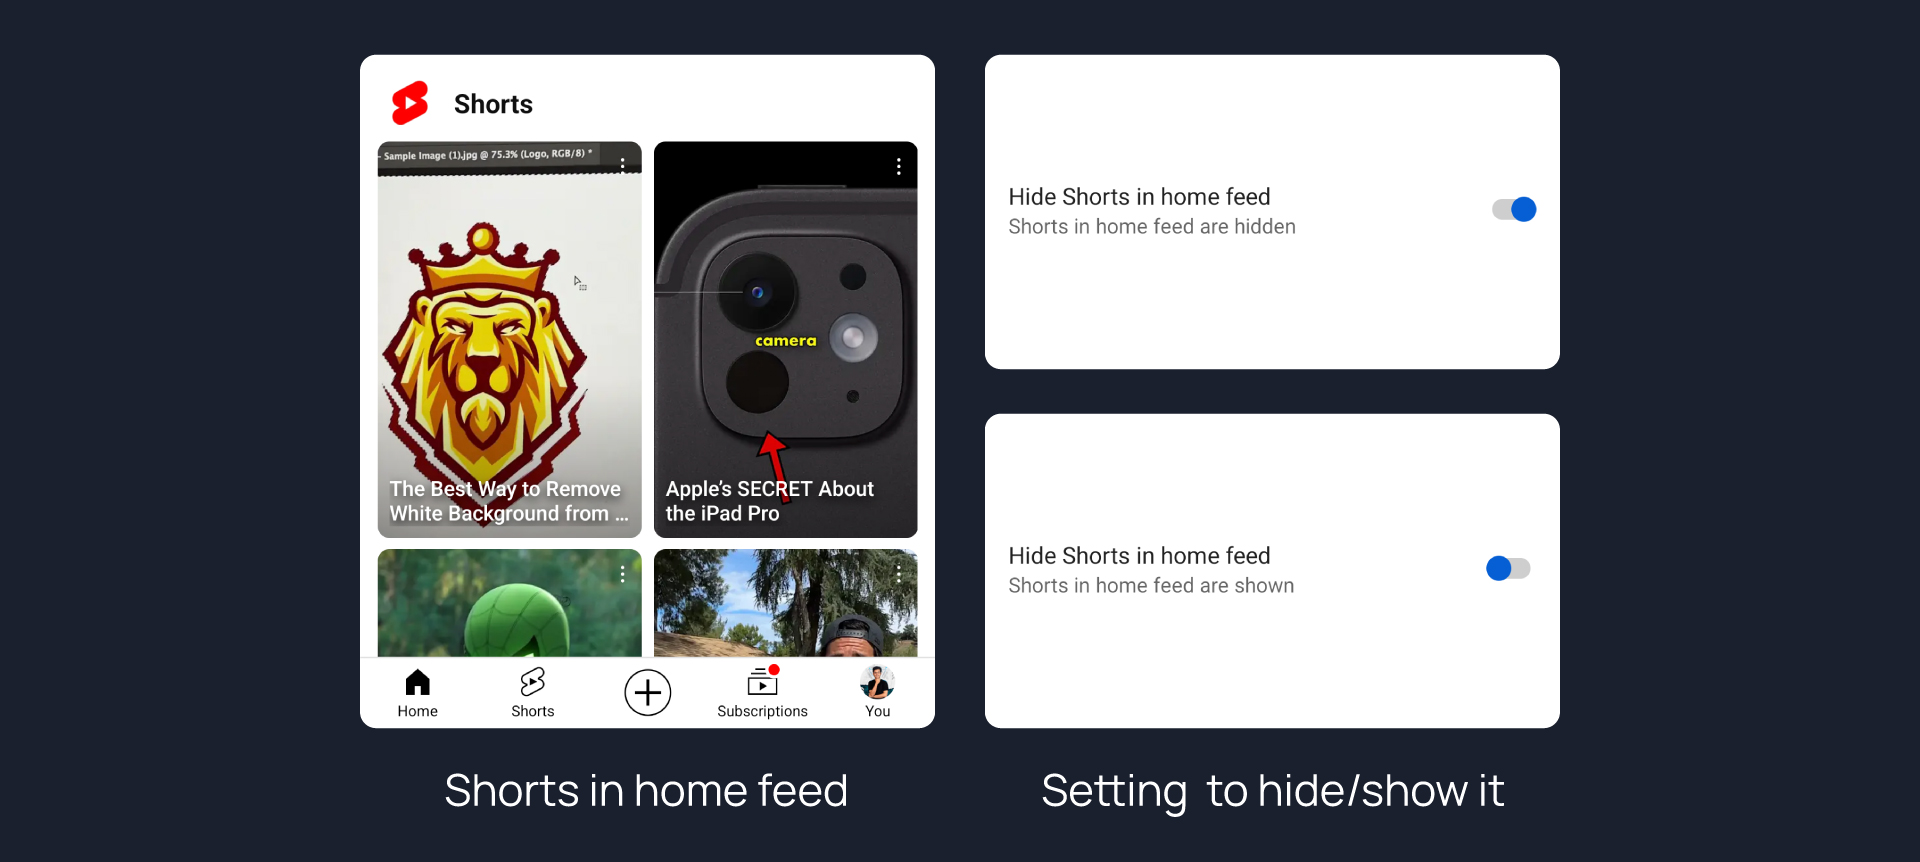 Shorts
- Sample Image (1).jpg @ 75.3% (Logo, RGB/8) *
The Best Way to Remove
White Background from ...
camera
Apple's SECRET About
the iPad Pro
Home
Shorts
Subscriptions
You
Shorts in home feed
Hide Shorts in home feed
Shorts in home feed are hidden
Hide Shorts in home feed
Shorts in home feed are shown
Setting to hide/show it